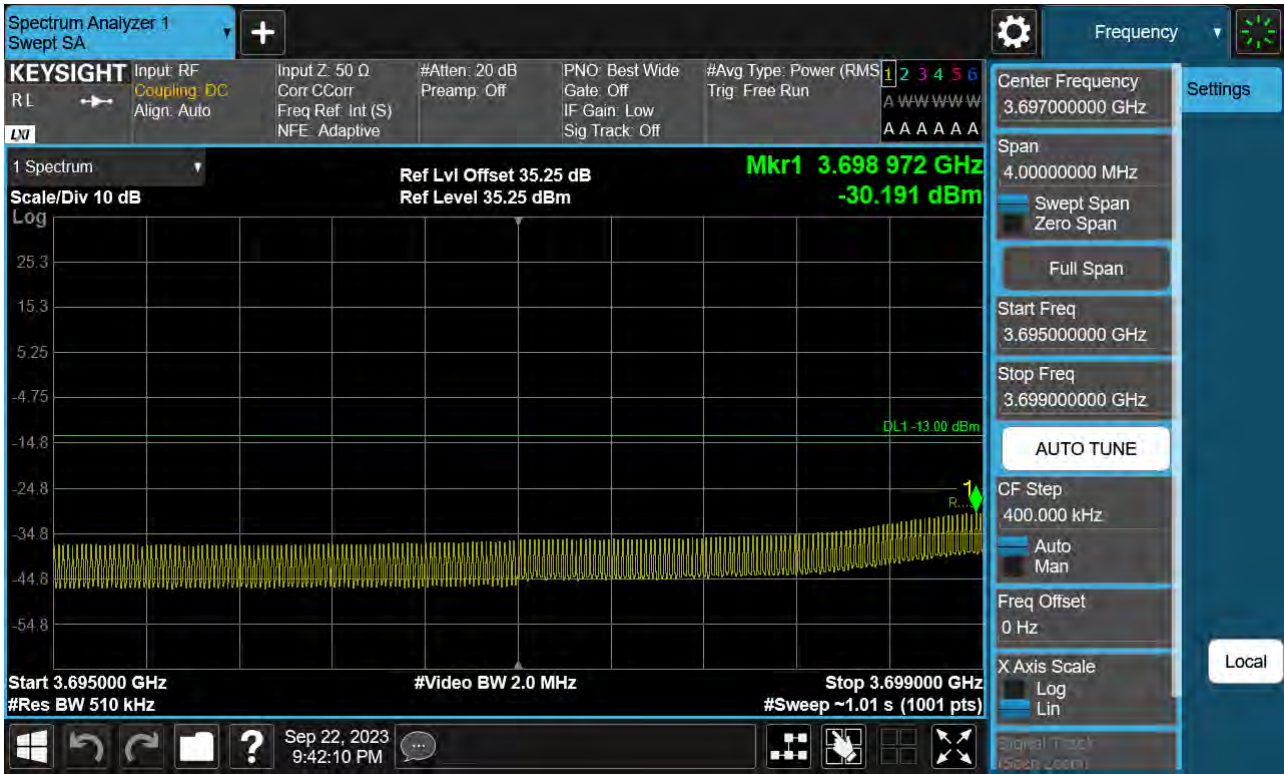 Spectrum Analyzer 1
Swept SA
+
Frequency
KEYSIGHT
RL
LXI
Input: RF
Coupling: DC
Align: Auto
Input Z: 50 Ω
Corr CCorr
Freq Ref: Int (S)
NFE: Adaptive
#Atten: 20 dB
Preamp: Off
PNO: Best Wide
Gate: Off
IF Gain: Low
Sig Track: Off
#Avg Type: Power (RMS
Trig: Free Run
1 2 3 4 5 6
A W W W W W
A A A A A A
1 Spectrum
Scale/Div 10 dB
Log
Ref Lvl Offset 35.25 dB
Ref Level 35.25 dBm
Mkr1 3.698 972 GHz
-30.191 dBm
25.3
15.3
5.25
-4.75
-14.8
-24.8
-34.8
-44.8
-54.8
DL1 -13.00 dBm
1
R...
Start 3.695000 GHz
#Res BW 510 kHz
#Video BW 2.0 MHz
Stop 3.699000 GHz
#Sweep ~1.01 s (1001 pts)
Center Frequency
3.697000000 GHz
Span
4.00000000 MHz
Swept Span
Zero Span
Full Span
Start Freq
3.695000000 GHz
Stop Freq
3.699000000 GHz
AUTO TUNE
CF Step
400.000 kHz
Auto
Man
Freq Offset
0 Hz
X Axis Scale
Log
Lin
Signal Track
(Span Zoom)
Settings
Local
?
Sep 22, 2023
9:42:10 PM